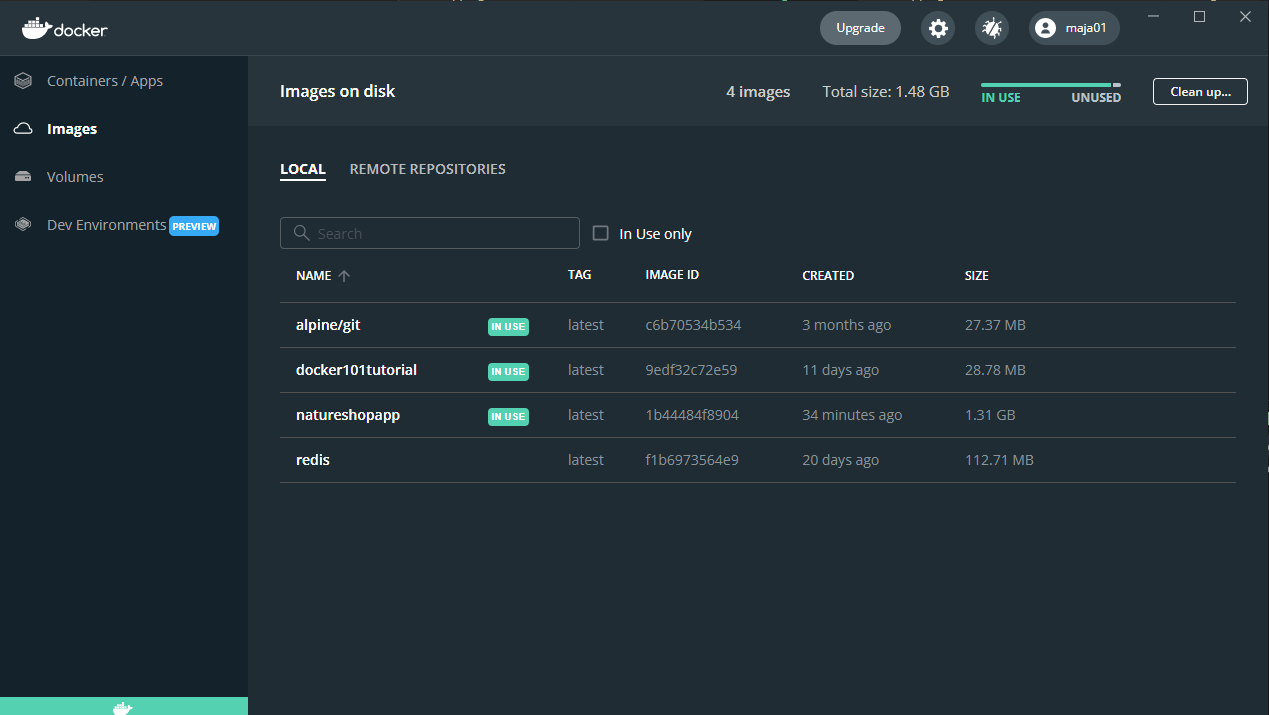 docker
Upgrade
maja01
Containers / Apps
Images
Volumes
Dev Environments PREVIEW
Images on disk
4 images
Total size: 1.48 GB
IN USE
UNUSED
Clean up...
LOCAL
REMOTE REPOSITORIES
Search
In Use only
NAME TAG IMAGE ID CREATED SIZE
alpine/git IN USE latest c6b70534b534 3 months ago 27.37 MB
docker101tutorial IN USE latest 9edf32c72e59 11 days ago 28.78 MB
natureshopapp IN USE latest 1b44484f8904 34 minutes ago 1.31 GB
redis latest f1b6973564e9 20 days ago 112.71 MB